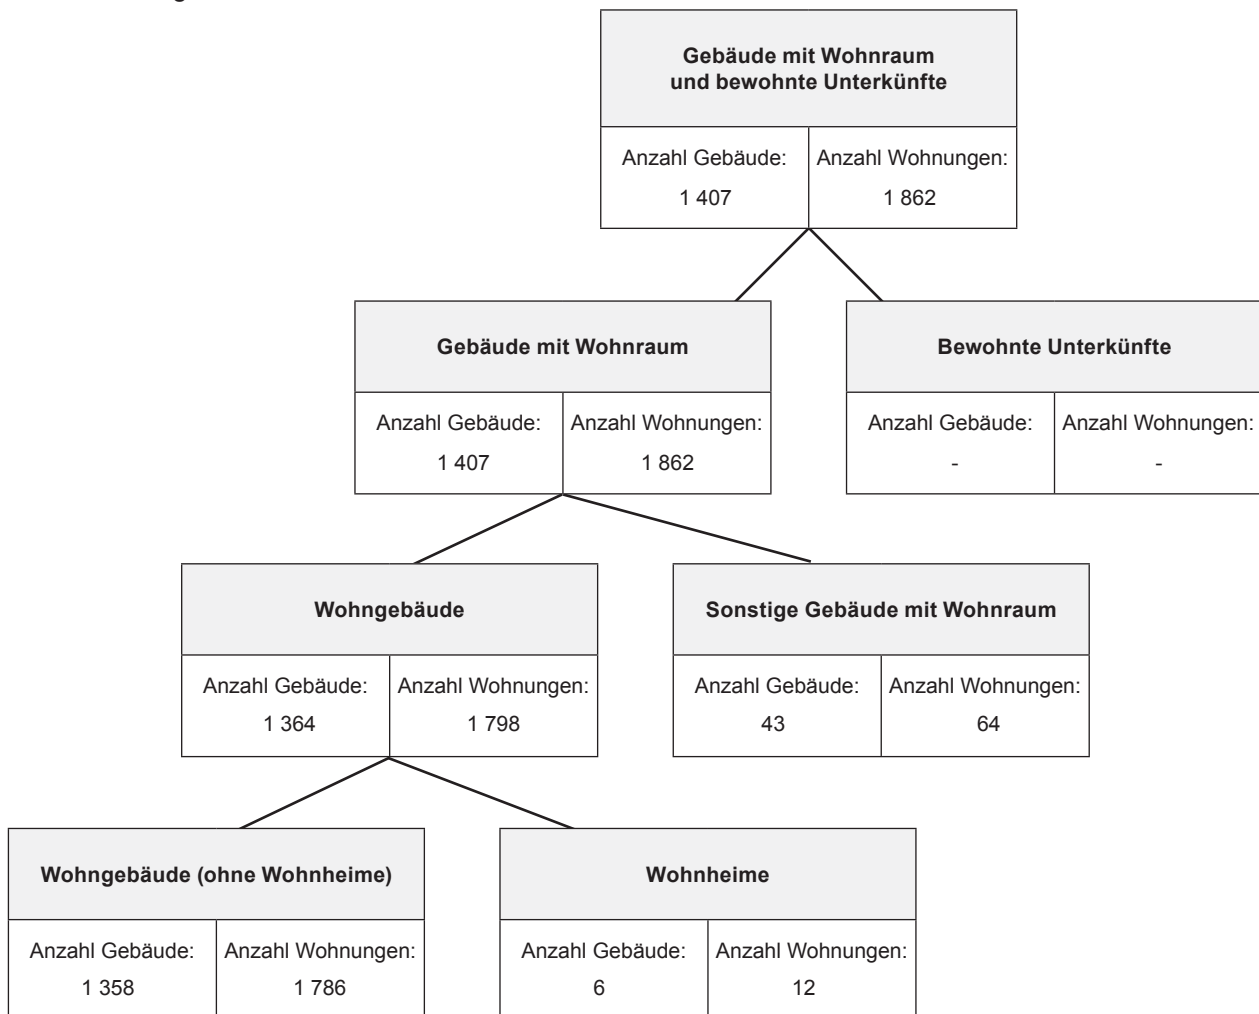 Gebäude mit Wohnraum
und bewohnte Unterkünfte
Anzahl Gebäude: Anzahl Wohnungen:
1 407 1 862
Gebäude mit Wohnraum Bewohnte Unterkünfte
Anzahl Gebäude: Anzahl Wohnungen: Anzahl Gebäude: Anzahl Wohnungen:
1 407 1 862 - -
Wohngebäude Sonstige Gebäude mit Wohnraum
Anzahl Gebäude: Anzahl Wohnungen: Anzahl Gebäude: Anzahl Wohnungen:
1 364 1 798 43 64
Wohngebäude (ohne Wohnheime) Wohnheime
Anzahl Gebäude: Anzahl Wohnungen: Anzahl Gebäude: Anzahl Wohnungen:
1 358 1 786 6 12